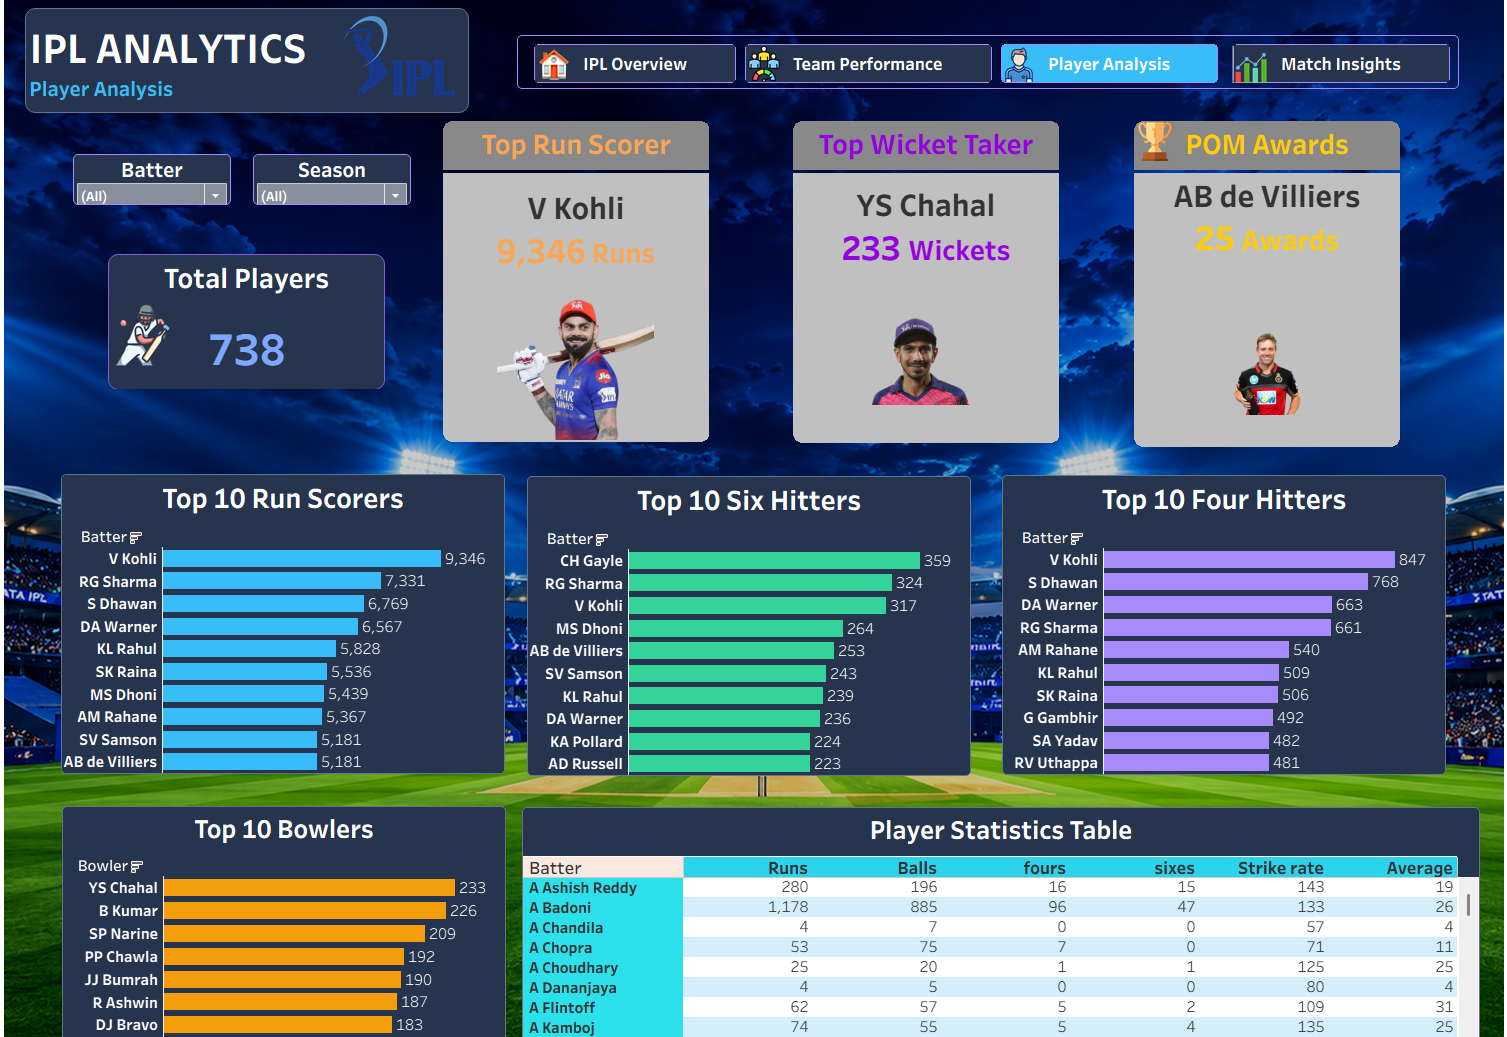 IPL ANALYTICS
Player Analysis
IPL
IPL Overview
Team Performance
Player Analysis
Match Insights
Batter
(All)
Season
(All)
Total Players
738
Top Run Scorer
V Kohli
9,346 Runs
Top Wicket Taker
YS Chahal
233 Wickets
POM Awards
AB de Villiers
25 Awards
Top 10 Run Scorers
Batter
V Kohli 9,346
RG Sharma 7,331
S Dhawan 6,769
DA Warner 6,567
KL Rahul 5,828
SK Raina 5,536
MS Dhoni 5,439
AM Rahane 5,367
SV Samson 5,181
AB de Villiers 5,181
Top 10 Six Hitters
Batter
CH Gayle 359
RG Sharma 324
V Kohli 317
MS Dhoni 264
AB de Villiers 253
SV Samson 243
KL Rahul 239
DA Warner 236
KA Pollard 224
AD Russell 223
Top 10 Four Hitters
Batter
V Kohli 847
S Dhawan 768
DA Warner 663
RG Sharma 661
AM Rahane 540
KL Rahul 509
SK Raina 506
G Gambhir 492
SA Yadav 482
RV Uthappa 481
TATA IPL
Top 10 Bowlers
Bowler
YS Chahal 233
B Kumar 226
SP Narine 209
PP Chawla 192
JJ Bumrah 190
R Ashwin 187
DJ Bravo 183
Player Statistics Table
Batter Runs Balls fours sixes Strike rate Average
A Ashish Reddy 280 196 16 15 143 19
A Badoni 1,178 885 96 47 133 26
A Chandila 4 7 0 0 57 4
A Chopra 53 75 7 0 71 11
A Choudhary 25 20 1 1 125 25
A Dananjaya 4 5 0 0 80 4
A Flintoff 62 57 5 2 109 31
A Kamboj 74 55 5 4 135 25